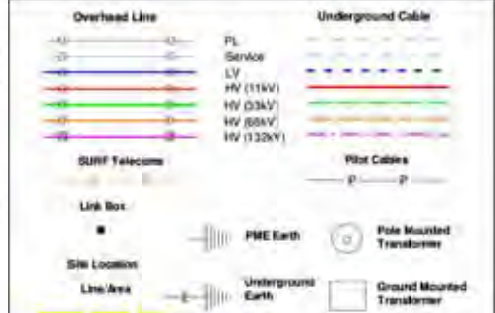 Overhead Line Underground Cable
PL
Service
LV
HV (11kV)
HV (33kV)
HV (66kV)
HV (132kV)
SURF Telecoms Pilot Cables
P P
Link Box
PME Earth Pole Mounted
Transformer
Site Location
Line/Area Underground
Earth Ground Mounted
Transformer